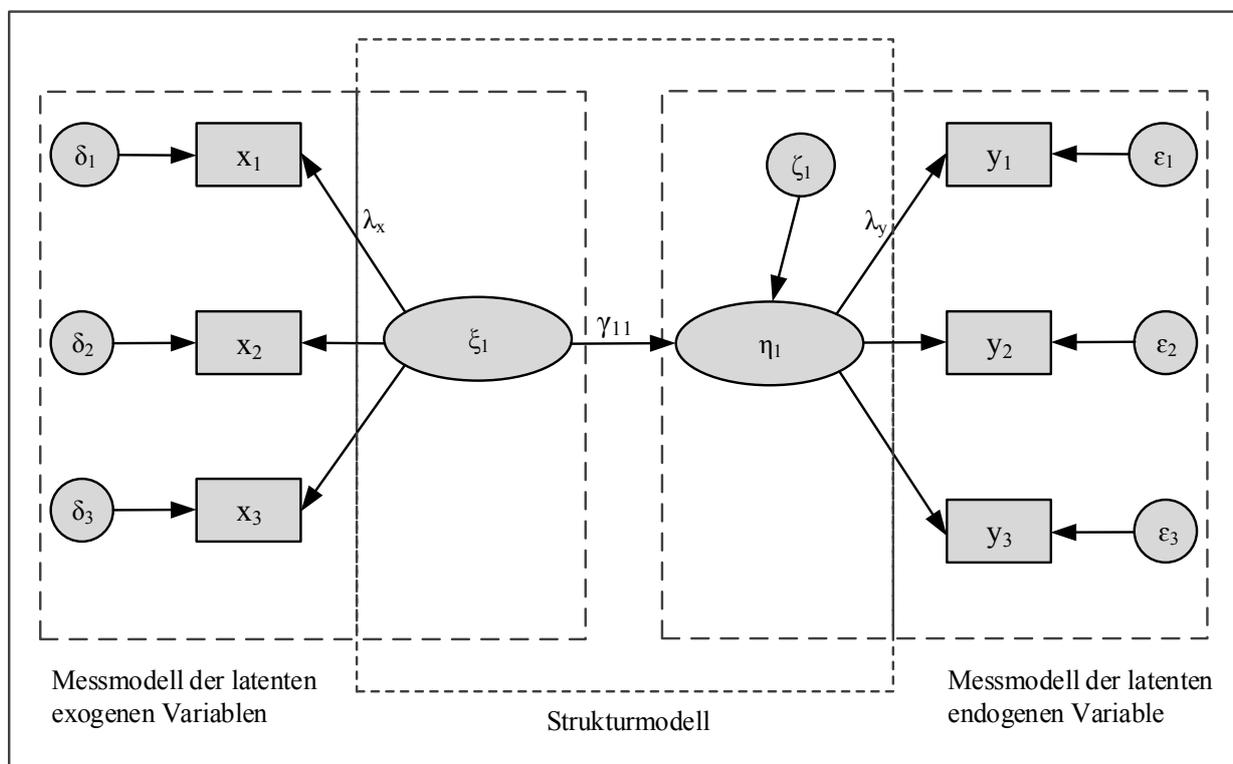 δ1
x1
ζ1
y1
ε1
λx
λy
δ2
x2
ξ1
γ11
η1
y2
ε2
δ3
x3
y3
ε3
Messmodell der latenten
exogenen Variablen
Strukturmodell
Messmodell der latenten
endogenen Variable